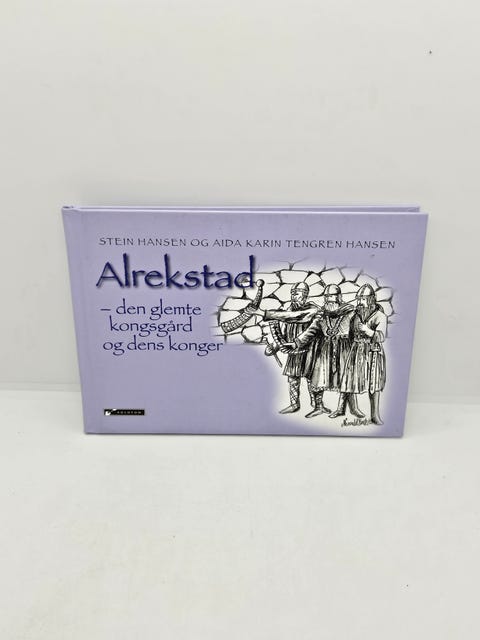 STEIN HANSEN OG AIDA KARIN TENGREN HANSEN
Alrekstad
– den glemte
kongsgård
og dens konger